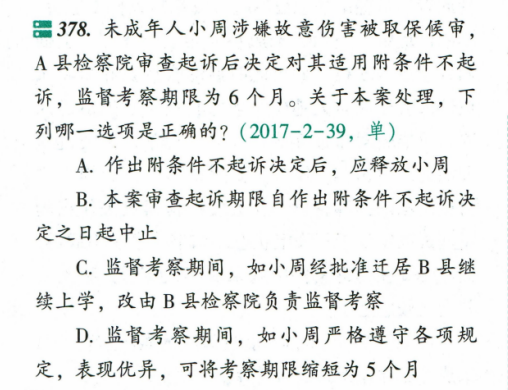 378. 未成年人小周涉嫌故意伤害被取保候审，
A 县检察院审查起诉后决定对其适用附条件不起
诉，监督考察期限为 6 个月。关于本案处理，下
列哪一选项是正确的？（2017-2-39，单）
A. 作出附条件不起诉决定后，应释放小周
B. 本案审查起诉期限自作出附条件不起诉决
定之日起中止
C. 监督考察期间，如小周经批准迁居 B 县继
续上学，改由 B 县检察院负责监督考察
D. 监督考察期间，如小周严格遵守各项规
定，表现优异，可将考察期限缩短为 5 个月